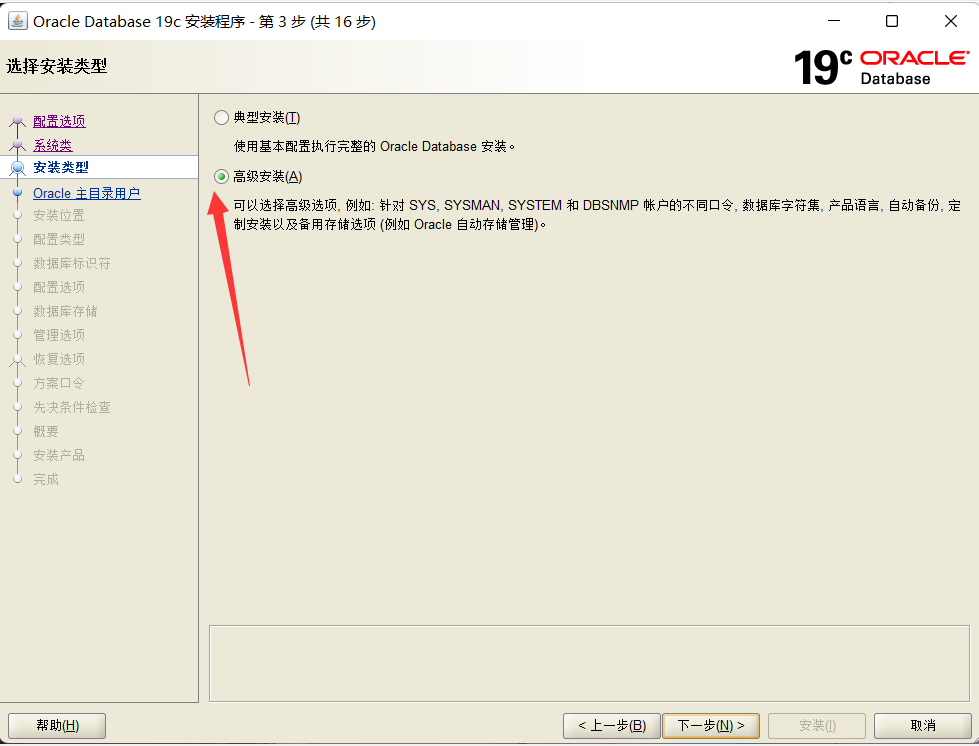 Oracle Database 19c 安装程序 - 第 3 步 (共 16 步)
选择安装类型
19c ORACLE
Database
配置选项
系统类
安装类型
Oracle 主目录用户
安装位置
配置类型
数据库标识符
配置选项
数据库存储
管理选项
恢复选项
方案口令
先决条件检查
概要
安装产品
完成
典型安装(T)
使用基本配置执行完整的 Oracle Database 安装。
高级安装(A)
可以选择高级选项, 例如: 针对 SYS, SYSMAN, SYSTEM 和 DBSNMP 帐户的不同口令, 数据库字符集, 产品语言, 自动备份, 定
制安装以及备用存储选项 (例如 Oracle 自动存储管理)。
帮助(H)
< 上一步(B)
下一步(N) >
安装(I)
取消